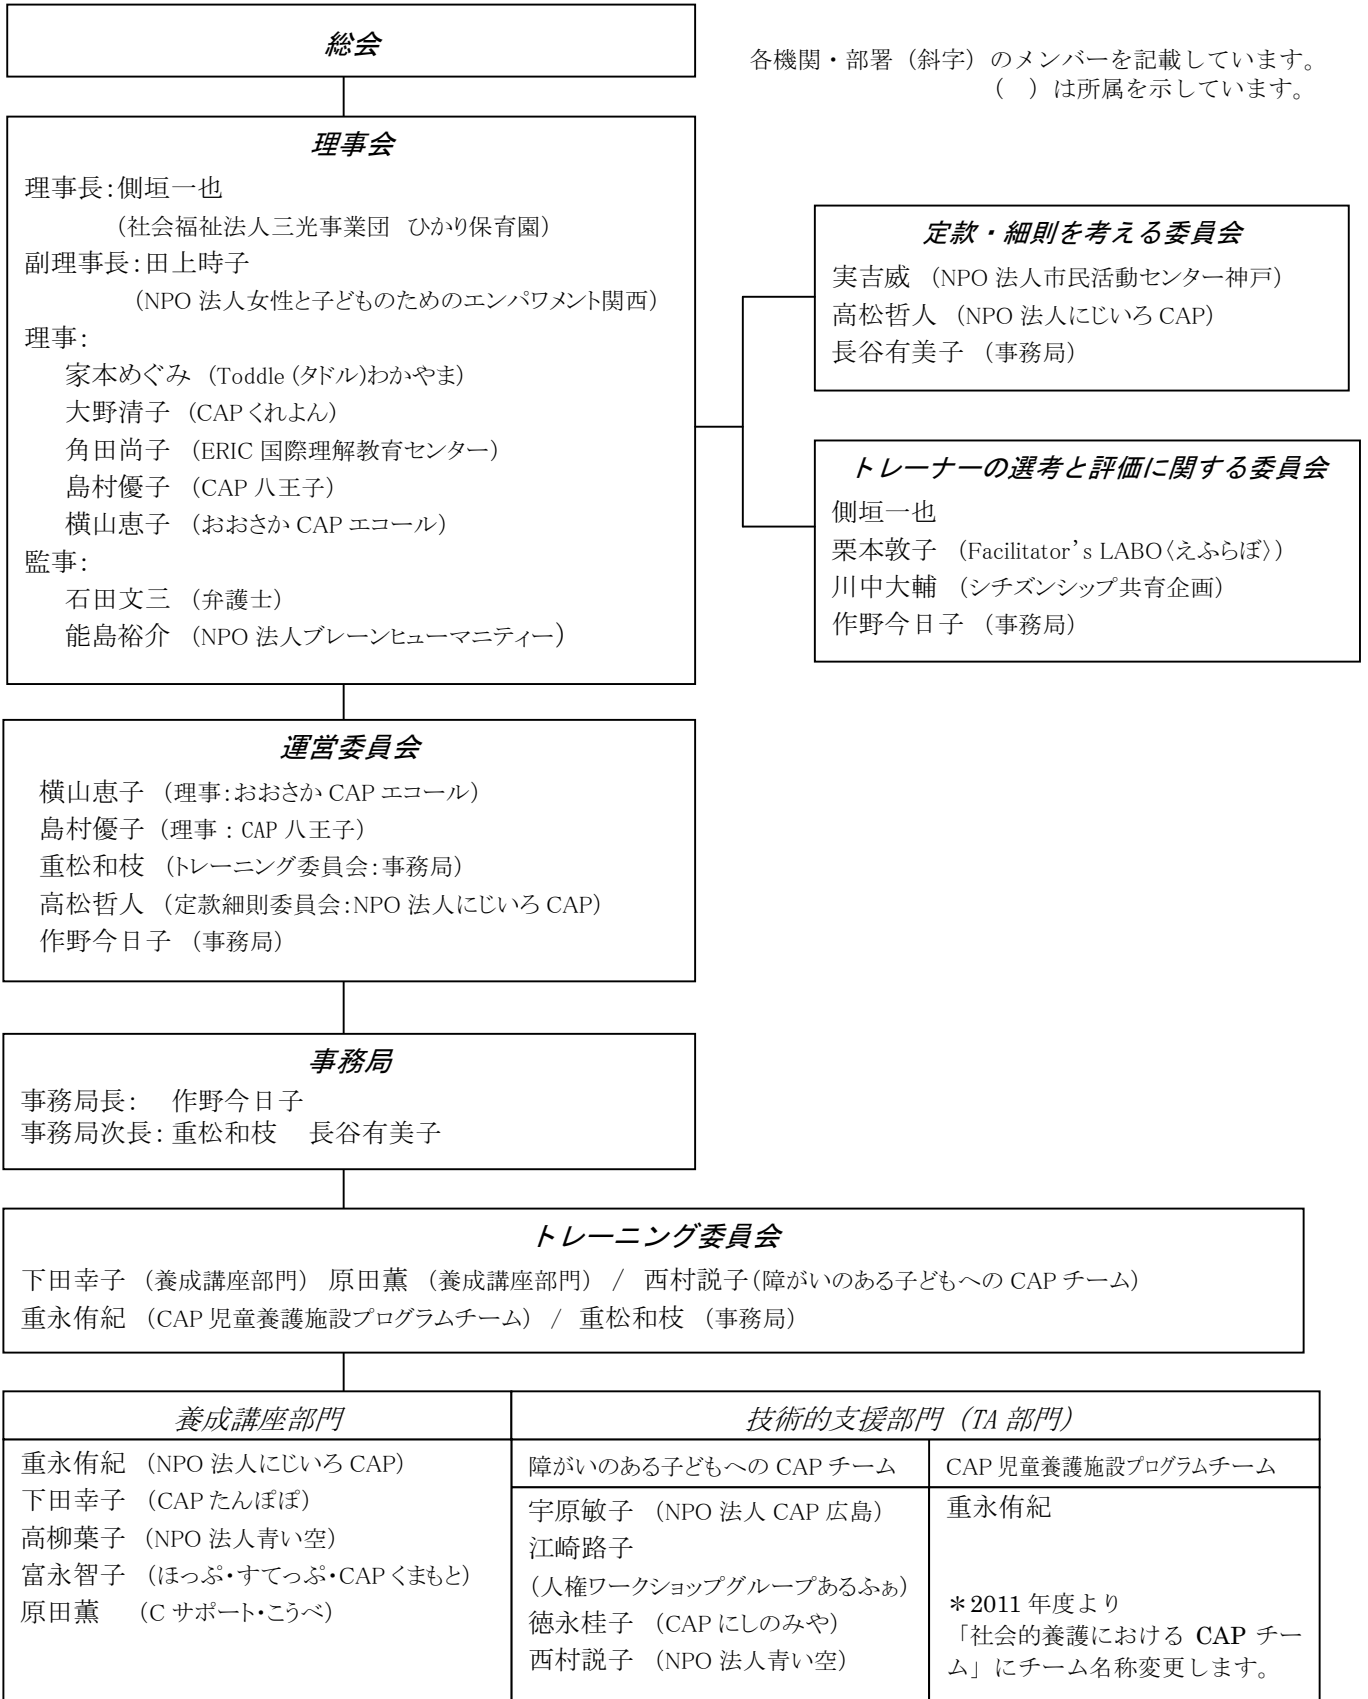 総会
各機関・部署（斜字）のメンバーを記載しています。
（　）は所属を示しています。
理事会
理事長：側垣一也
（社会福祉法人三光事業団　ひかり保育園）
副理事長：田上時子
（NPO 法人女性と子どものためのエンパワメント関西）
理事：
家本めぐみ （Toddle（タドル）わかやま）
大野清子 （CAP くれよん）
角田尚子 （ERIC 国際理解教育センター）
島村優子 （CAP 八王子）
横山恵子 （おおさか CAP エコール）
監事：
石田文三 （弁護士）
能島裕介 （NPO 法人ブレーンヒューマニティー）
定款・細則を考える委員会
実吉威 （NPO 法人市民活動センター神戸）
高松哲人 （NPO 法人にじいろ CAP）
長谷有美子 （事務局）
トレーナーの選考と評価に関する委員会
側垣一也
栗本敦子 （Facilitator’s LABO〈えふらぼ〉）
川中大輔 （シチズンシップ共育企画）
作野今日子 （事務局）
運営委員会
横山恵子 （理事：おおさか CAP エコール）
島村優子（理事：CAP 八王子）
重松和枝 （トレーニング委員会：事務局）
高松哲人 （定款細則委員会：NPO 法人にじいろ CAP）
作野今日子 （事務局）
事務局
事務局長：　作野今日子
事務局次長：重松和枝　長谷有美子
トレーニング委員会
下田幸子 （養成講座部門） 原田薫 （養成講座部門） / 西村説子（障がいのある子どもへの CAP チーム）
重永侑紀 （CAP 児童養護施設プログラムチーム） / 重松和枝 （事務局）
養成講座部門
重永侑紀 （NPO 法人にじいろ CAP）
下田幸子 （CAP たんぽぽ）
高柳葉子 （NPO 法人青い空）
富永智子 （ほっぷ・すてっぷ・CAP くまもと）
原田薫　（C サポート・こうべ）
技術的支援部門（TA 部門）
障がいのある子どもへの CAP チーム
宇原敏子 （NPO 法人 CAP 広島）
江崎路子
（人権ワークショップグループあるふぁ）
徳永桂子 （CAP にしのみや）
西村説子 （NPO 法人青い空）
CAP 児童養護施設プログラムチーム
重永侑紀
＊2011 年度より
「社会的養護における CAP チー
ム」にチーム名称変更します。